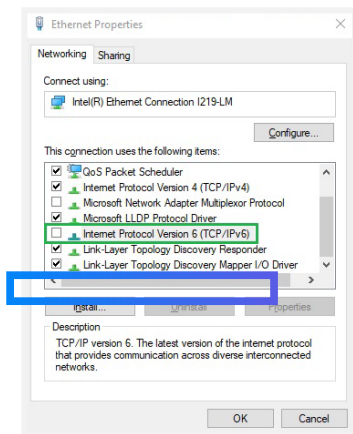 Ethernet Properties
Networking Sharing
Connect using:
Intel(R) Ethernet Connection I219-LM
Configure...
This connection uses the following items:
QoS Packet Scheduler
Internet Protocol Version 4 (TCP/IPv4)
Microsoft Network Adapter Multiplexor Protocol
Microsoft LLDP Protocol Driver
Internet Protocol Version 6 (TCP/IPv6)
Link-Layer Topology Discovery Responder
Link-Layer Topology Discovery Mapper I/O Driver
Install... Uninstall Properties
Description
TCP/IP version 6. The latest version of the internet protocol
that provides communication across diverse interconnected
networks.
OK Cancel